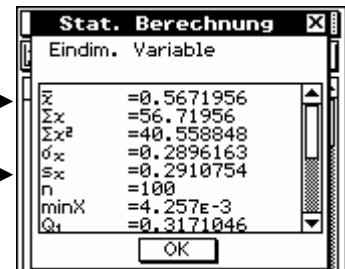 Stat. Berechnung
Eindim. Variable
x̄ =0.5671956
Σx =56.71956
Σx² =40.558848
σx =0.2896163
sx =0.2910754
n =100
minX =4.257E-3
Q₁ =0.3171046
OK